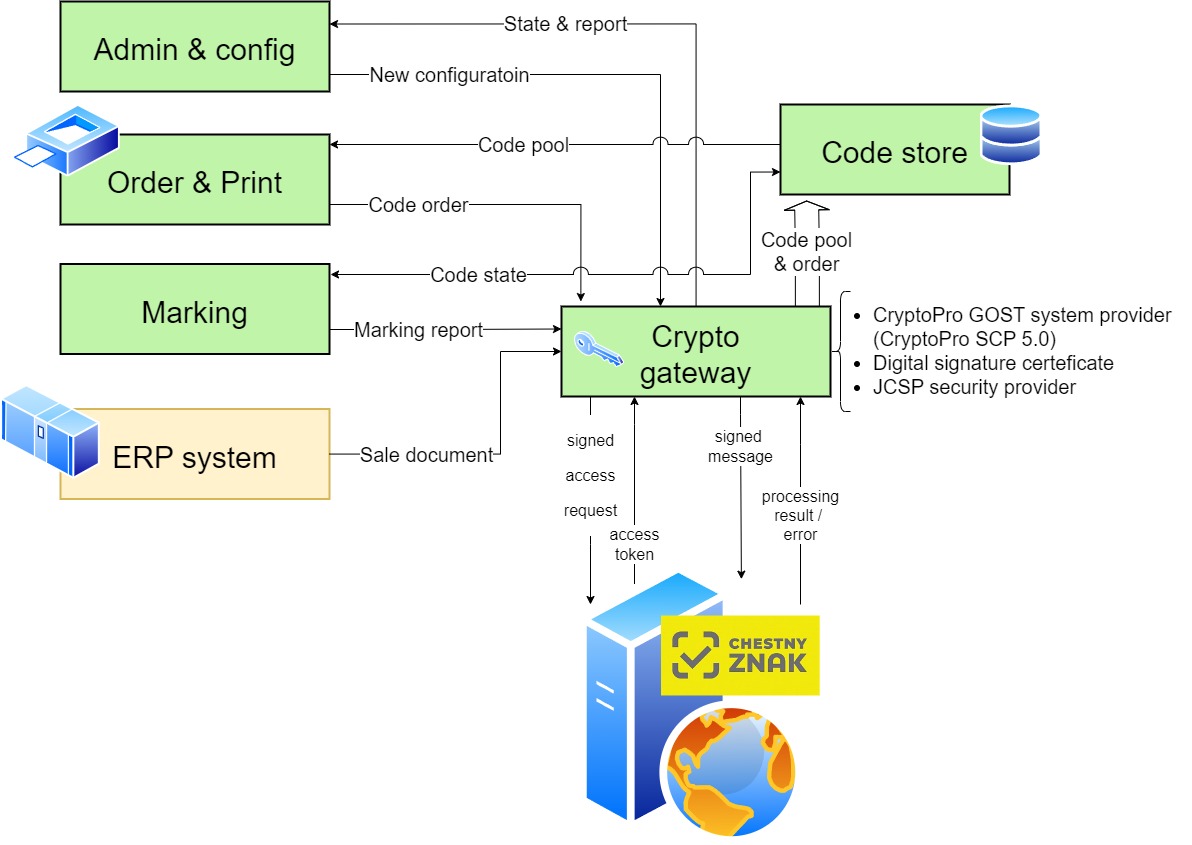 State & report
Admin & config
New configuratoin
Code pool
Code store
Order & Print
Code order
Code pool
& order
Code state
Marking
Marking report
Crypto
gateway
• CryptoPro GOST system provider
(CryptoPro SCP 5.0)
• Digital signature certeficate
• JCSP security provider
ERP system
Sale document
signed
access
request
access
token
signed
message
processing
result /
error
CHESTNY
ZNAK